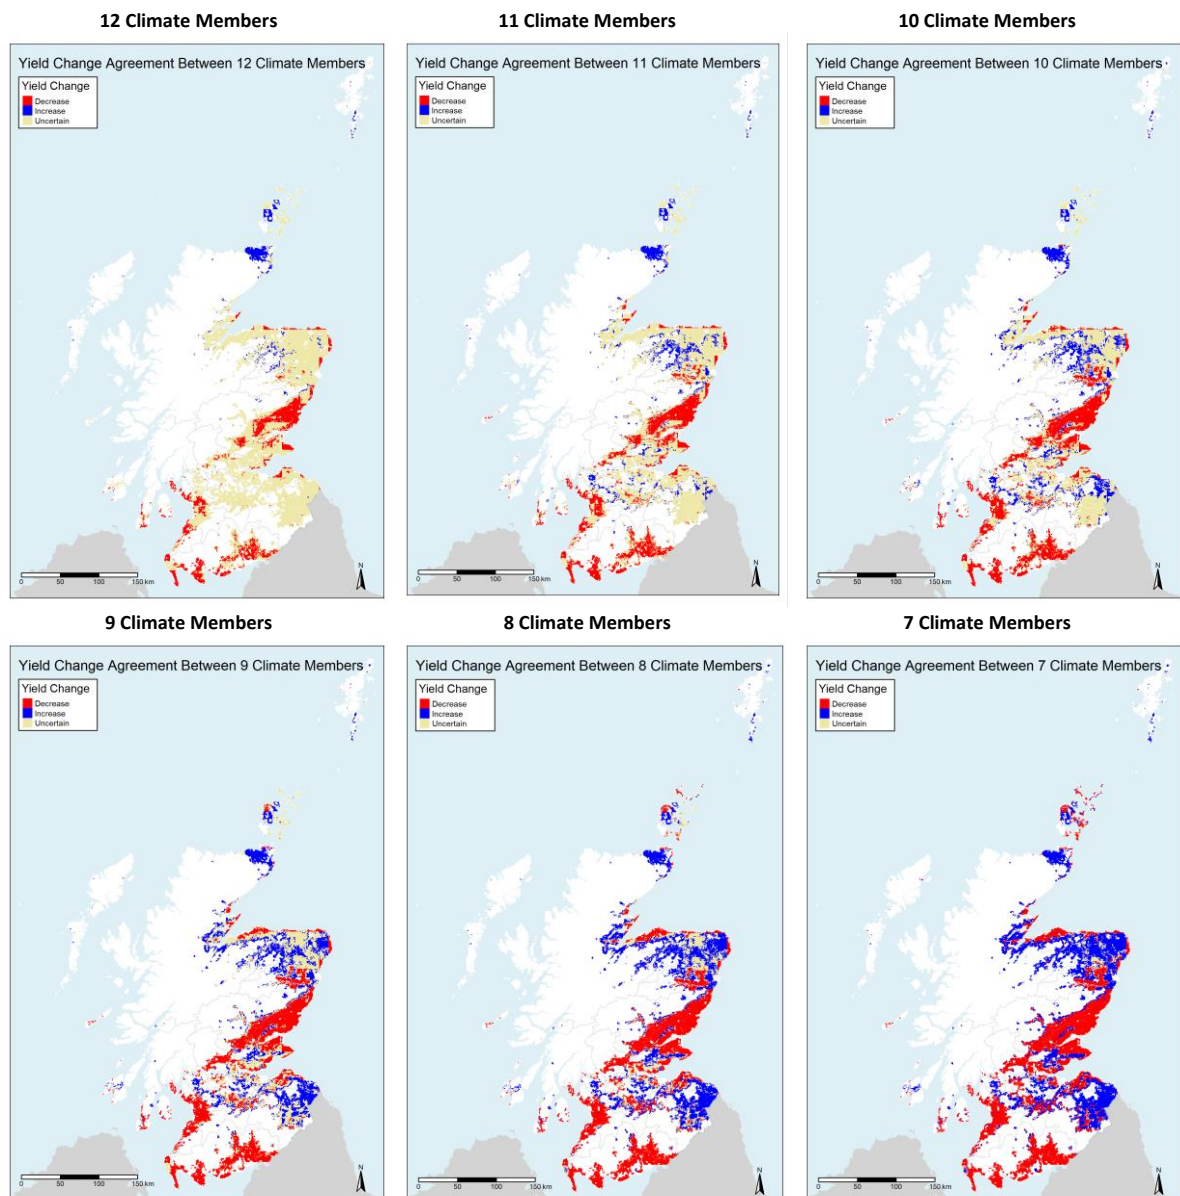 12 Climate Members
11 Climate Members
10 Climate Members
Yield Change Agreement Between 12 Climate Members
Yield Change
Decrease
Increase
Uncertain
N
0 50 100 150 km
Yield Change Agreement Between 11 Climate Members
Yield Change
Decrease
Increase
Uncertain
N
0 50 100 150 km
Yield Change Agreement Between 10 Climate Members
Yield Change
Decrease
Increase
Uncertain
N
0 50 100 150 km
9 Climate Members
8 Climate Members
7 Climate Members
Yield Change Agreement Between 9 Climate Members
Yield Change
Decrease
Increase
Uncertain
N
0 50 100 150 km
Yield Change Agreement Between 8 Climate Members
Yield Change
Decrease
Increase
Uncertain
N
0 50 100 150 km
Yield Change Agreement Between 7 Climate Members
Yield Change
Decrease
Increase
Uncertain
N
0 50 100 150 km